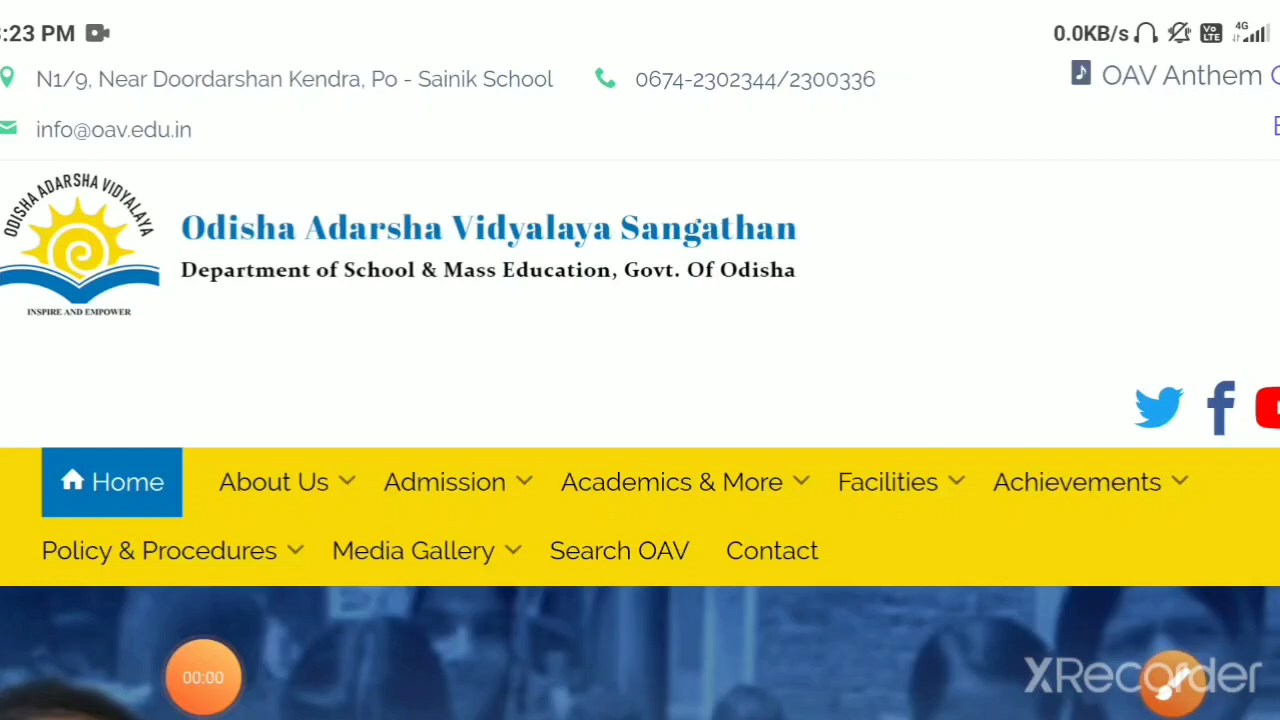 :23 PM
0.0KB/s
Vo LTE
4G
N1/9, Near Doordarshan Kendra, Po - Sainik School
0674-2302344/2300336
OAV Anthem
info@oav.edu.in
ODISHA ADARSHA VIDYALAYA
INSPIRE AND EMPOWER
Odisha Adarsha Vidyalaya Sangathan
Department of School & Mass Education, Govt. Of Odisha
Home About Us Admission Academics & More Facilities Achievements
Policy & Procedures Media Gallery Search OAV Contact
00:00
XRecorder